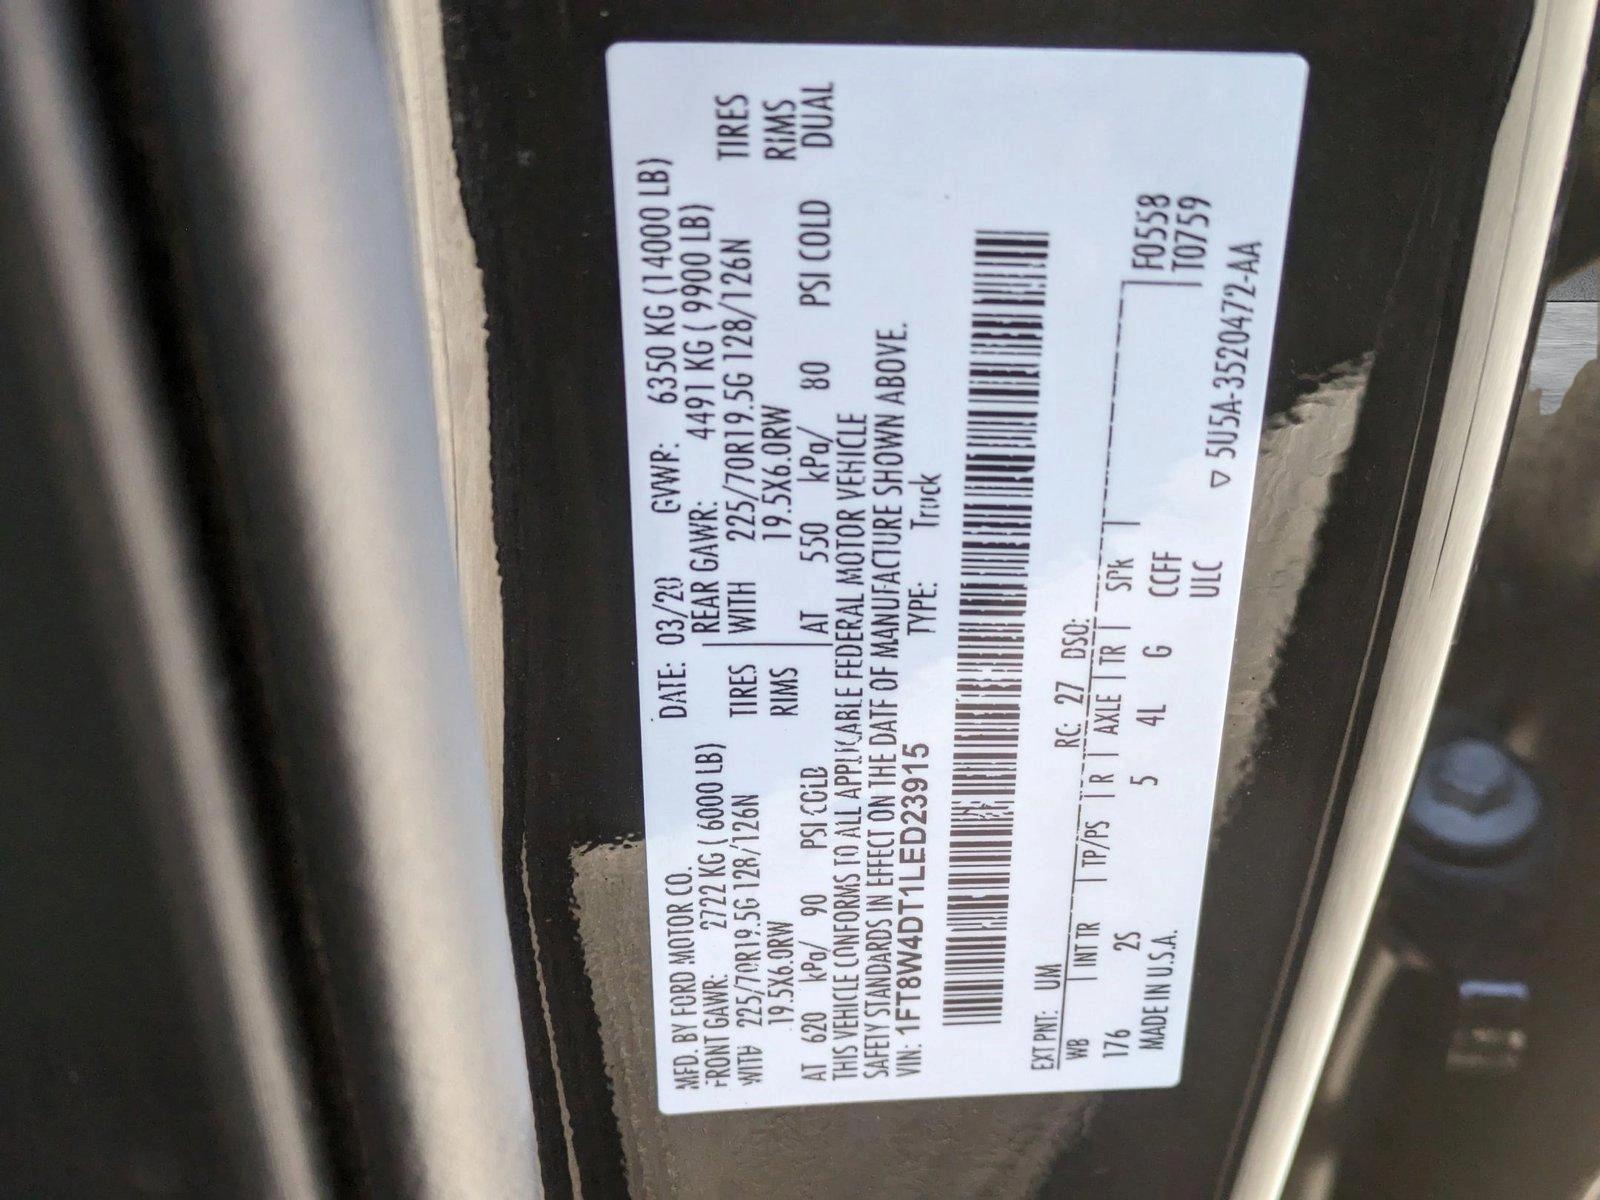 MFD. BY FORD MOTOR CO. DATE: 03/20 GVWR: 6350 KG (14000 LB)
FRONT GAWR: 2722 KG ( 6000 LB) REAR GAWR: 4491 KG ( 9900 LB)
WITH 225/70R19.5G 128/126N TIRES WITH 225/70R19.5G 128/126N TIRES
19.5X6.0RW RIMS 19.5X6.0RW RIMS
AT 620 kPa/ 90 PSI COLD AT 550 kPa/ 80 PSI COLD DUAL
THIS VEHICLE CONFORMS TO ALL APPLICABLE FEDERAL MOTOR VEHICLE
SAFETY STANDARDS IN EFFECT ON THE DATE OF MANUFACTURE SHOWN ABOVE.
VIN: 1FT8W4DT1LED23915 TYPE: Truck
EXT PNT: UM RC: 27 DSO:
WB INT TR TP/PS R AXLE TR SPR F0558
176 2S 5 4L G CCFF T0759
MADE IN U.S.A. ULC 5U5A-3520472-AA